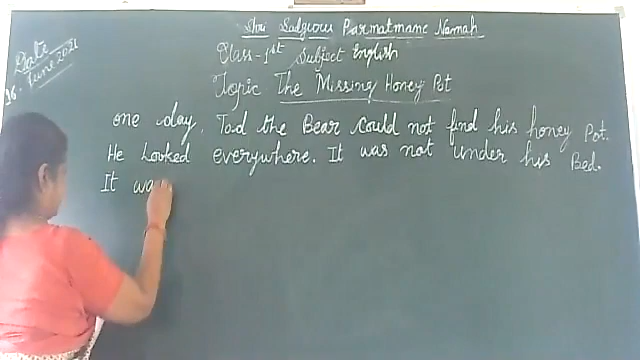 Shri Sadguru Parmatmane Namah
Date
16. June 2021
Class-1st Subject English
Topic The Missing Honey Pot
one day, Tod the Bear could not find his honey Pot.
He Looked everywhere. It was not under his Bed.
It wa